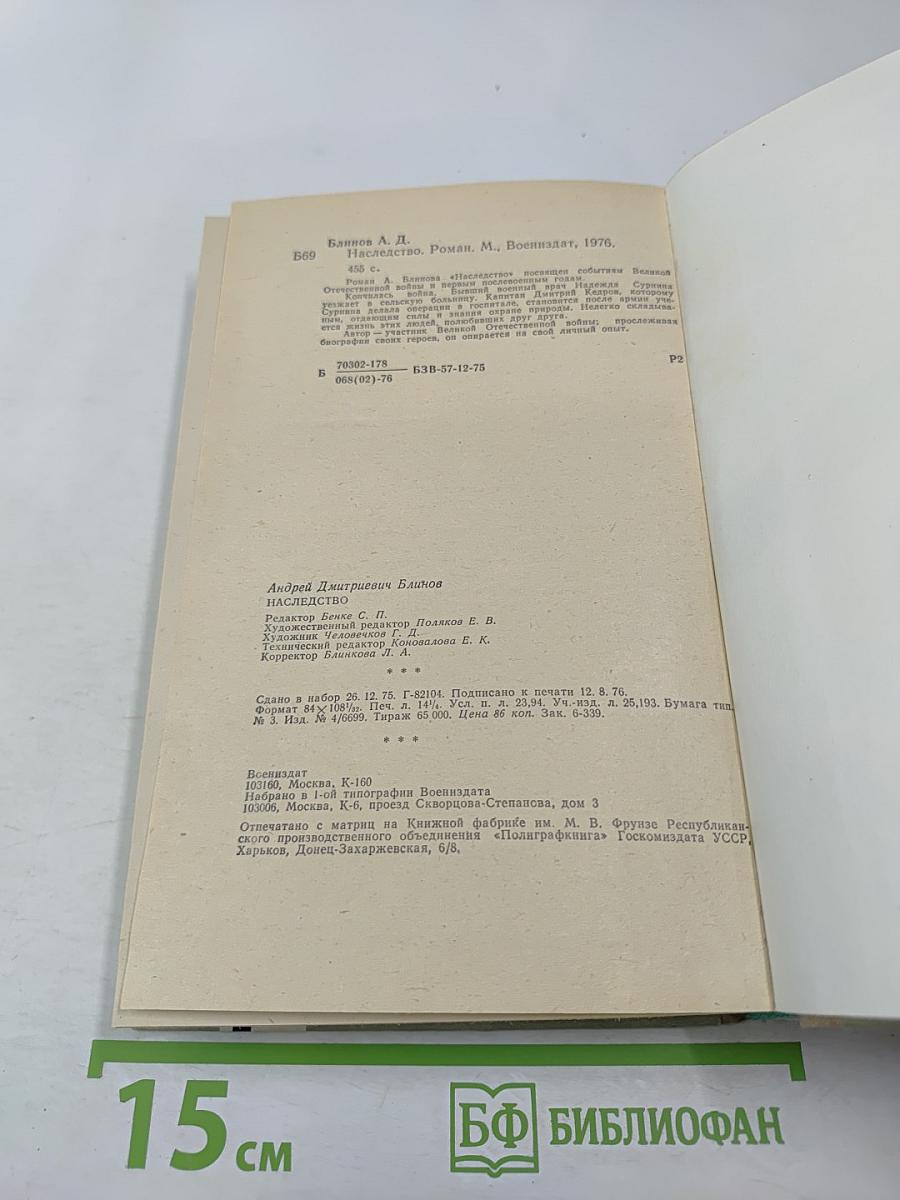 Блинов А. Д.
Б69 Наследство. Роман. М., Воениздат, 1976.
455 с.
Роман А. Блинова «Наследство» посвящен событиям Великой
Отечественной войны и первым послевоенным годам.
Кончилась война. Бывший военный врач Надежда Сурнина
уезжает в сельскую больницу. Капитан Дмитрий Кедров, которому
Сурнина делала операции в госпитале, становится после армии уче-
ным, отдающим силы и знания охране природы. Нелегко складыва-
ется жизнь этих людей, полюбивших друг друга.
Автор — участник Великой Отечественной войны; прослеживая
биографии своих героев, он опирается на свой личный опыт.
Б 70302-178
068(02)-76 БЗВ-57-12-75
Р2
Андрей Дмитриевич Блинов
НАСЛЕДСТВО
Редактор Бенке С. П.
Художественный редактор Поляков Е. В.
Художник Человечков Г. Д.
Технический редактор Коновалова Е. К.
Корректор Блинкова Л. А.
* * *
Сдано в набор 26. 12. 75. Г-82104. Подписано к печати 12. 8. 76.
Формат 84×108¹/₃₂. Печ. л. 14¹/₄. Усл. п. л. 23,94. Уч.-изд. л. 25,193. Бумага тип.
№ 3. Изд. № 4/6699. Тираж 65 000. Цена 86 коп. Зак. 6-339.
* * *
Воениздат
103160, Москва, К-160
Набрано в 1-ой типографии Воениздата
103006, Москва, К-6, проезд Скворцова-Степанова, дом 3
Отпечатано с матриц на Книжной фабрике им. М. В. Фрунзе Республикан-
ского производственного объединения «Полиграфкнига» Госкомиздата УССР,
Харьков, Донец-Захаржевская, 6/8.
15 см
БФ БИБЛИОФАН